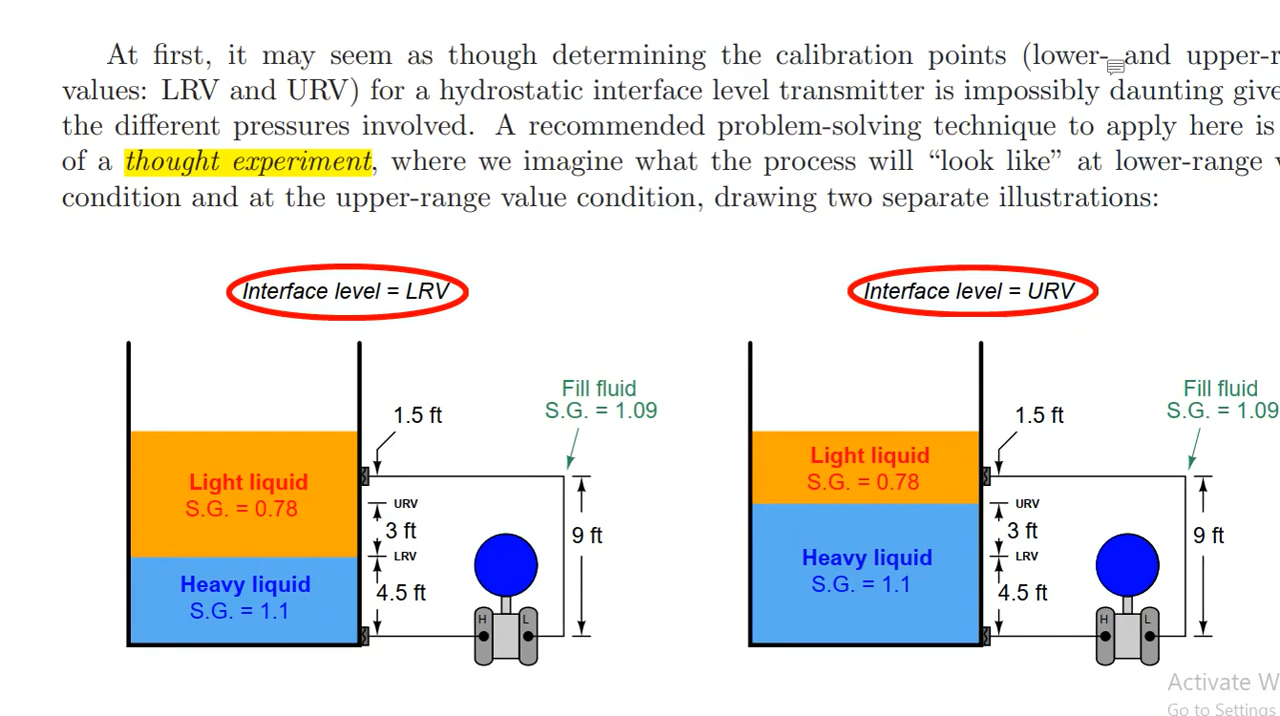 At first, it may seem as though determining the calibration points (lower- and upper-r
values: LRV and URV) for a hydrostatic interface level transmitter is impossibly daunting give
the different pressures involved. A recommended problem-solving technique to apply here is
of a thought experiment, where we imagine what the process will “look like” at lower-range v
condition and at the upper-range value condition, drawing two separate illustrations:
Interface level = LRV
Interface level = URV
Fill fluid
S.G. = 1.09
1.5 ft
Light liquid
S.G. = 0.78
URV
3 ft
LRV
9 ft
Heavy liquid
S.G. = 1.1
4.5 ft
H
L
Fill fluid
S.G. = 1.09
1.5 ft
Light liquid
S.G. = 0.78
URV
3 ft
LRV
9 ft
Heavy liquid
S.G. = 1.1
4.5 ft
H
L
Activate W
Go to Settings